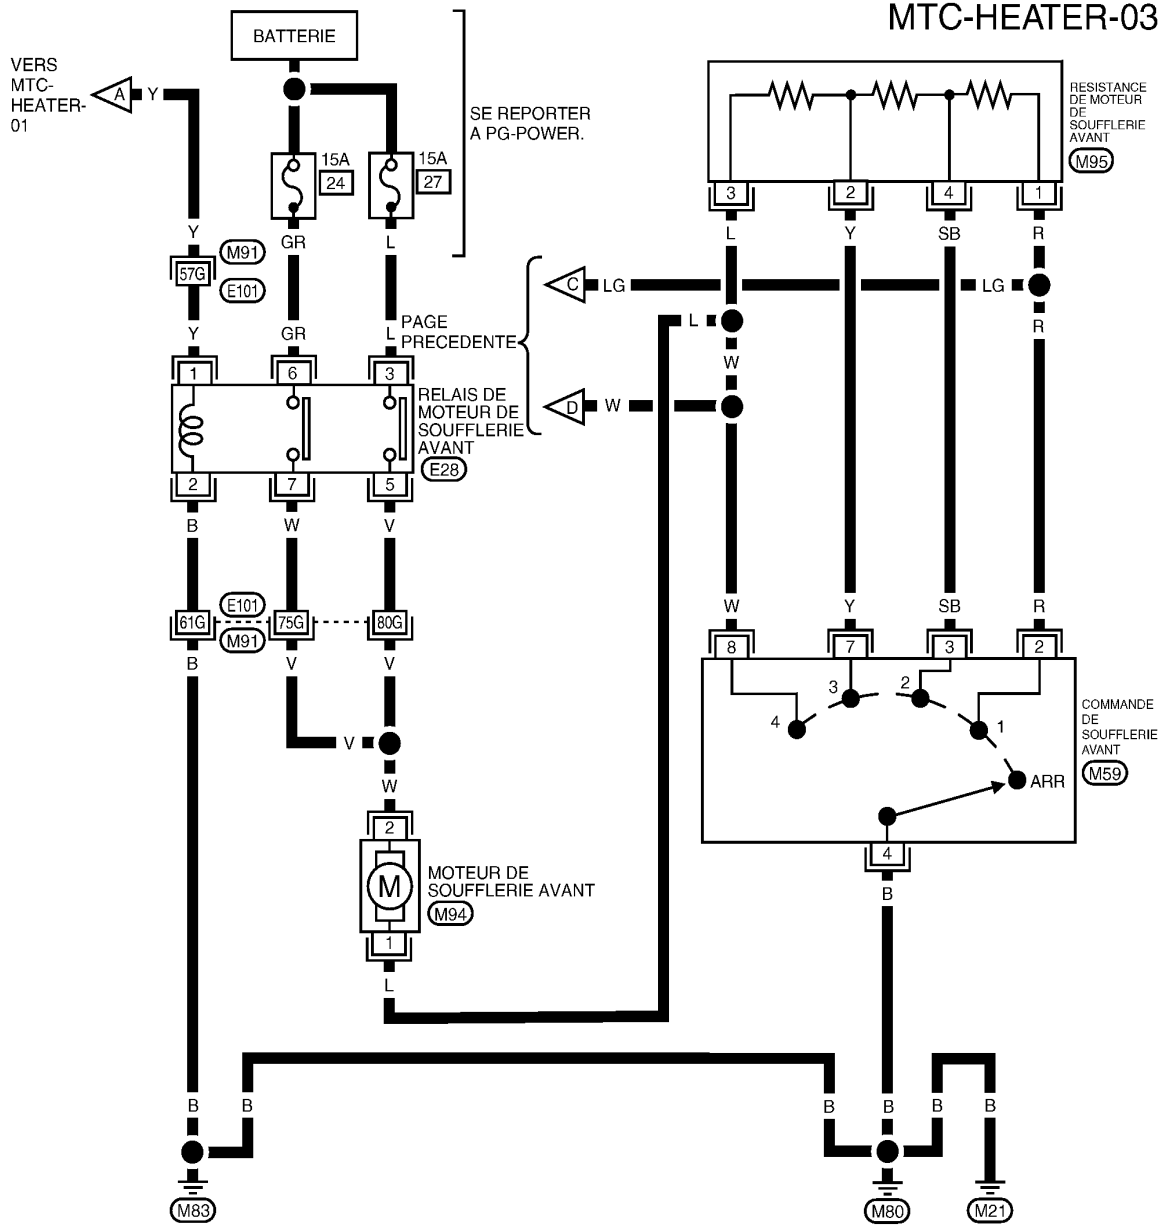 MTC-HEATER-03
BATTERIE
VERS
MTC-
HEATER-
01
A
Y
SE REPORTER
A PG-POWER.
15A
24
15A
27
RESISTANCE
DE MOTEUR
DE
SOUFFLERIE
AVANT
M95
3
2
4
1
L
Y
SB
R
Y
GR
L
M91
57G
E101
C
LG
LG
PAGE
PRECEDENTE
L
R
Y
GR
L
W
1
6
3
D
W
RELAIS DE
MOTEUR DE
SOUFFLERIE
AVANT
E28
2
7
5
B
W
V
E101
61G
75G
80G
M91
B
V
V
W
Y
SB
R
8
7
3
2
4
3
2
1
ARR
COMMANDE
DE
SOUFFLERIE
AVANT
M59
V
W
2
M
MOTEUR DE
SOUFFLERIE AVANT
M94
1
L
4
B
B
B
B
B
B
B
M83
M80
M21